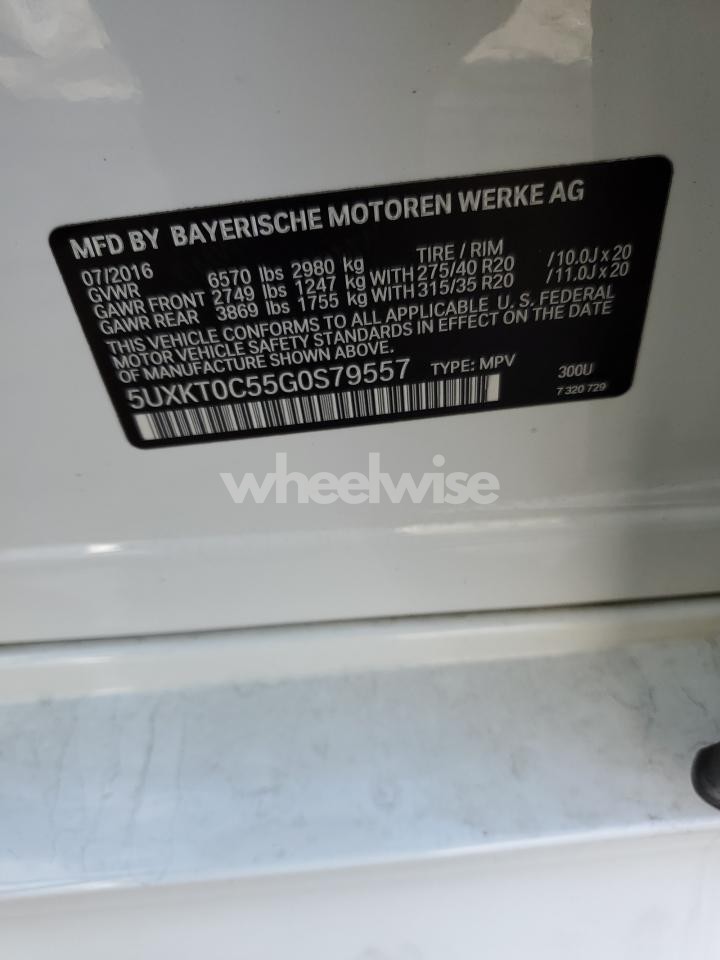 MFD BY BAYERISCHE MOTOREN WERKE AG
07/2016 TIRE / RIM
GVWR 6570 lbs 2980 kg
GAWR FRONT 2749 lbs 1247 kg WITH 275/40 R20 /10.0J x 20
GAWR REAR 3869 lbs 1755 kg WITH 315/35 R20 /11.0J x 20
THIS VEHICLE CONFORMS TO ALL APPLICABLE U. S. FEDERAL
MOTOR VEHICLE SAFETY STANDARDS IN EFFECT ON THE DATE
OF MANUFACTURE SHOWN ABOVE.
5UXKT0C55G0S79557 TYPE: MPV 300U
7 320 729
wheelwise